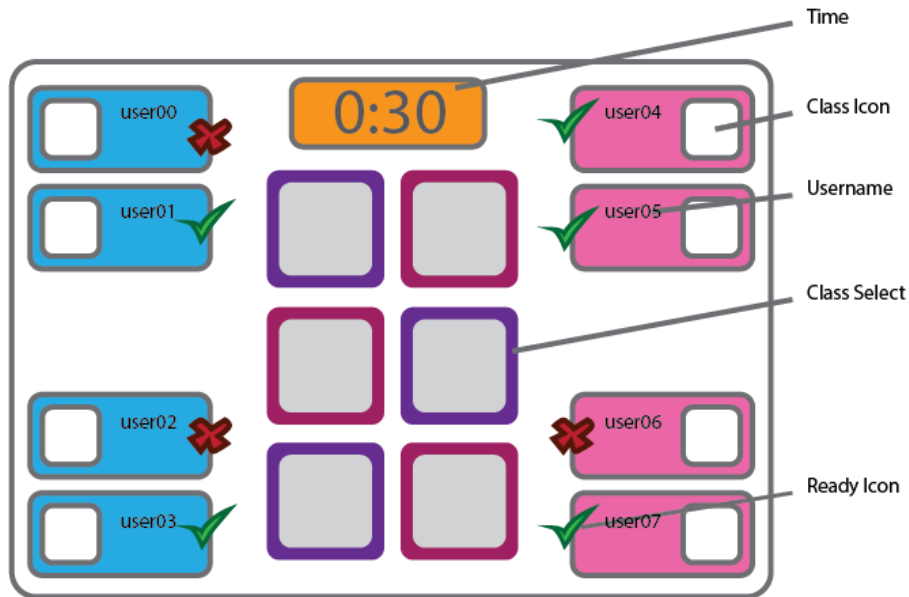 Time
0:30
user00
user04
Class Icon
user01
user05
Username
Class Select
user02
user06
user03
user07
Ready Icon